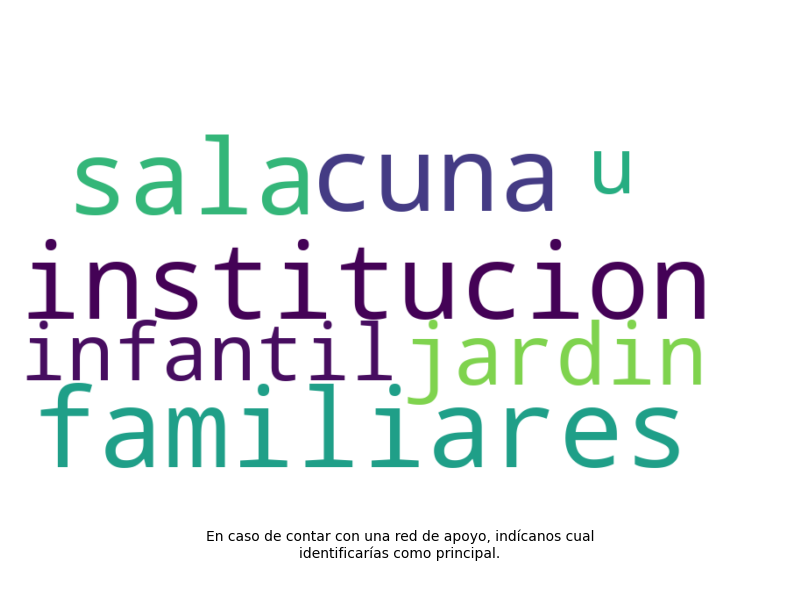 sala cuna u
institucion
infantil jardin
familiares
En caso de contar con una red de apoyo, indícanos cual
identificarías como principal.